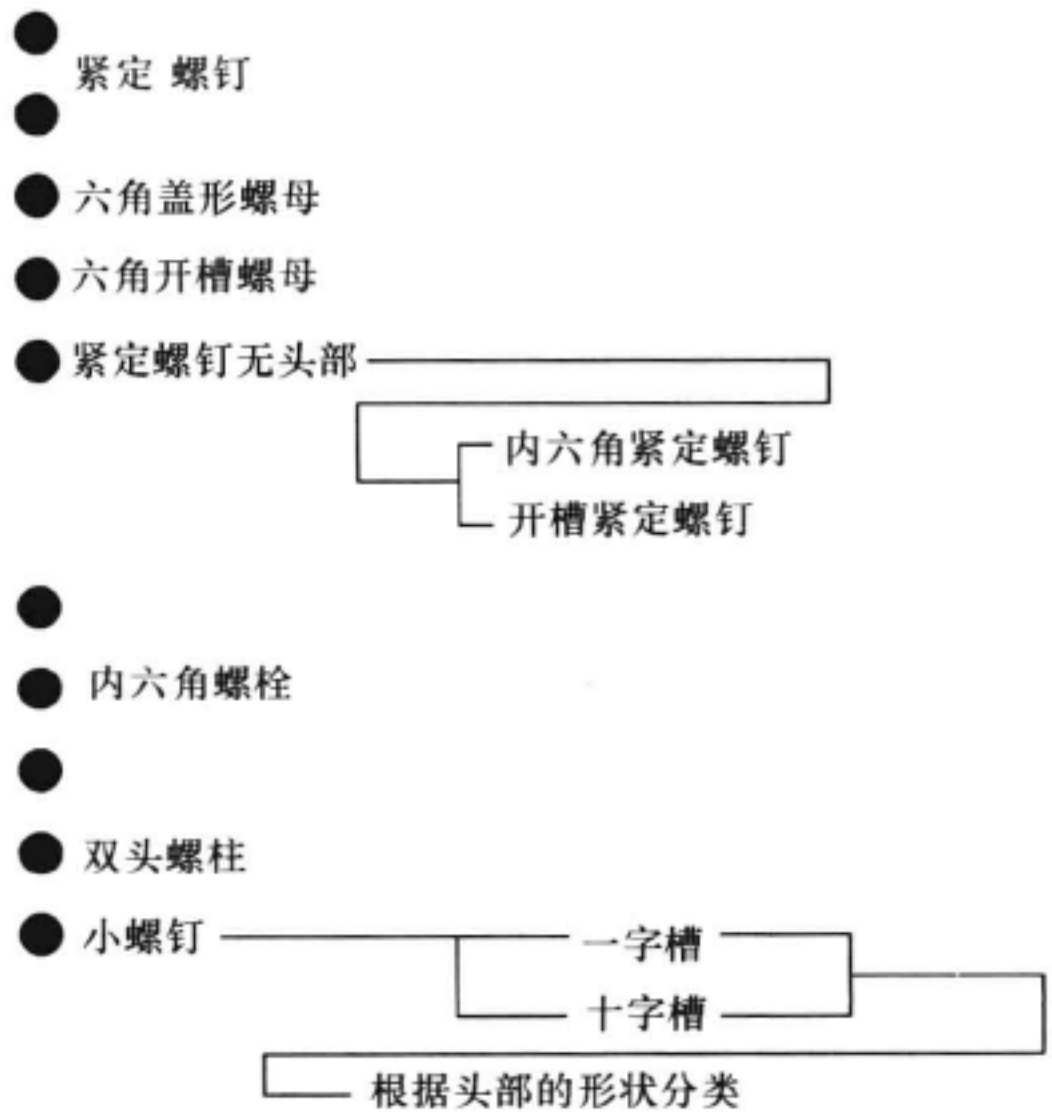 紧定 螺钉
六角盖形螺母
六角开槽螺母
紧定螺钉无头部
内六角紧定螺钉
开槽紧定螺钉
内六角螺栓
双头螺柱
小螺钉
一字槽
十字槽
根据头部的形状分类